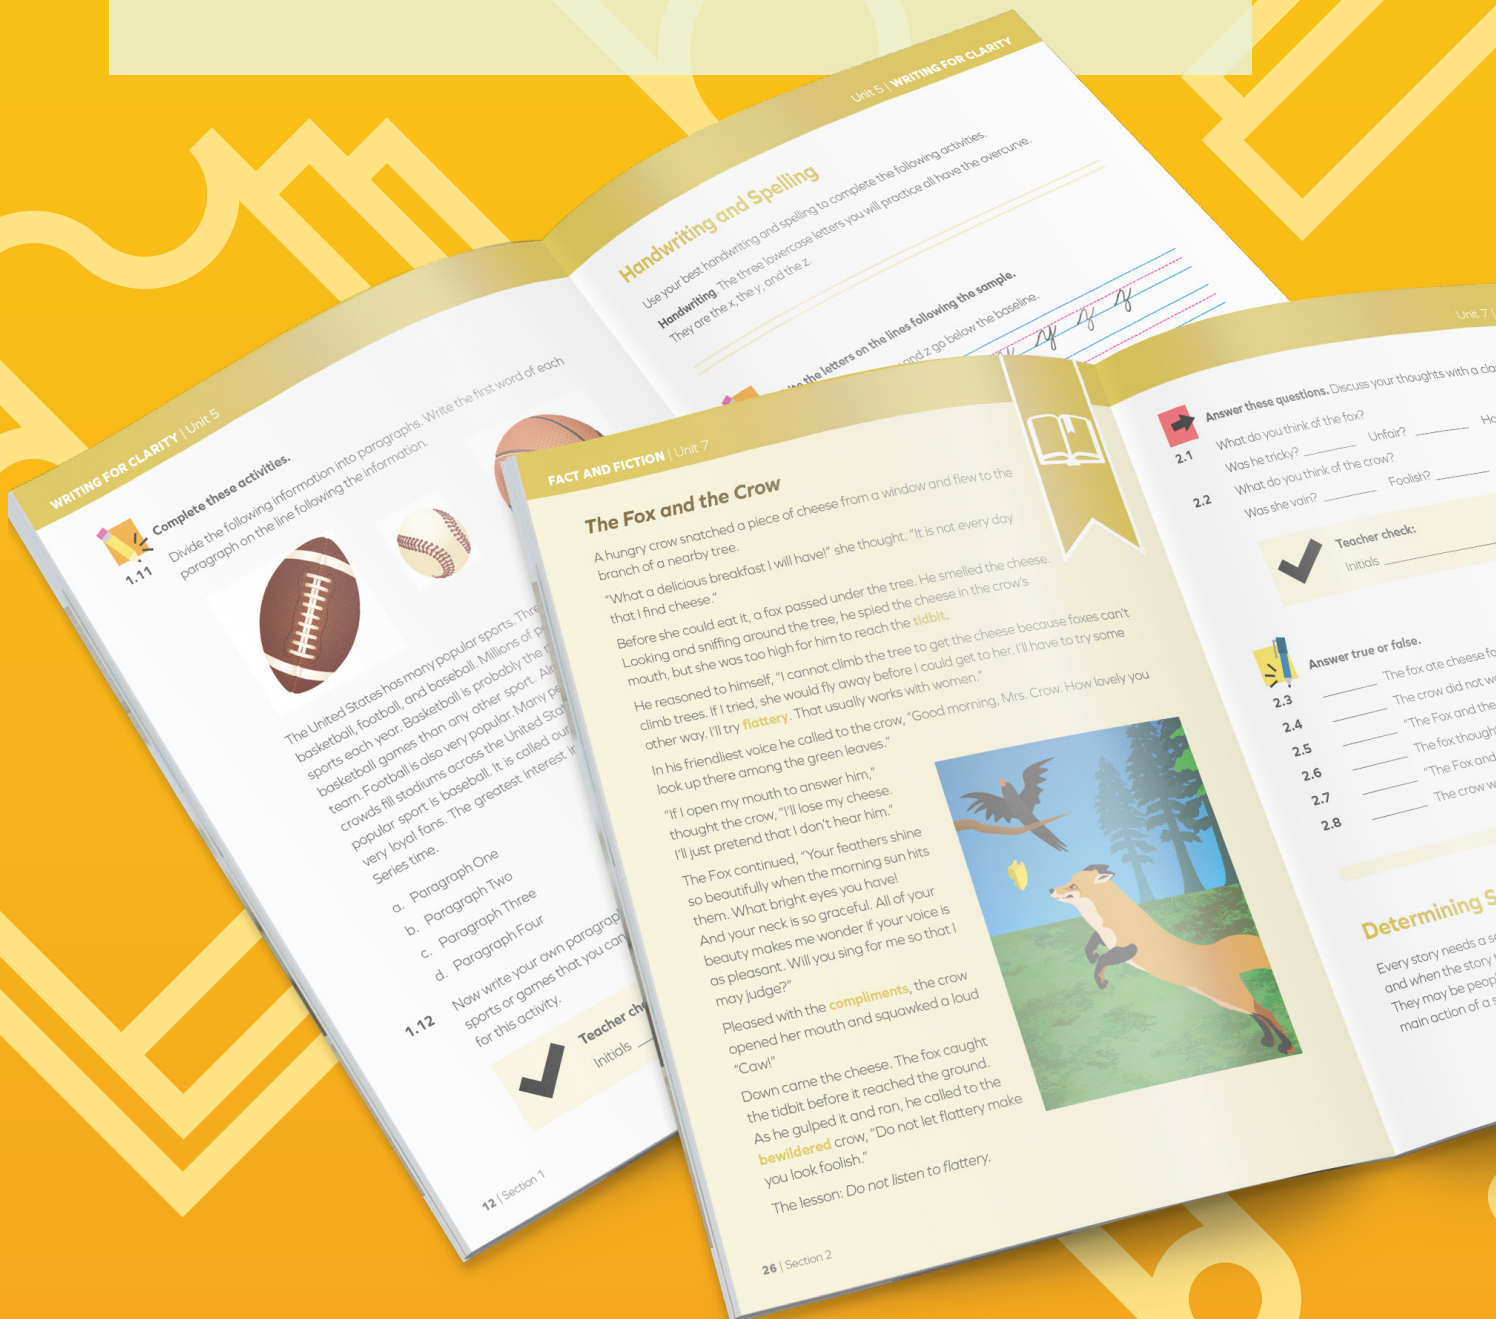 WRITING FOR CLARITY | Unit 5
Complete these activities.
1.11
Divide the following information into paragraphs. Write the first word of each
paragraph on the line following the information.
The United States has many popular sports. Thre
basketball, football, and baseball. Millions of p
sports each year. Basketball is probably the m
basketball games than any other sport. Alm
team. Football is also very popular. Many pe
crowds fill stadiums across the United Sta
popular sport is baseball. It is called our
very loyal fans. The greatest interest in
Series time.
a. Paragraph One
b. Paragraph Two
c. Paragraph Three
d. Paragraph Four
1.12
Now write your own paragraph
sports or games that you can
for this activity.
Teacher che
Initials
12 | Section 1
Unit 5 | WRITING FOR CLARITY
Handwriting and Spelling
Use your best handwriting and spelling to complete the following activities.
Handwriting. The three lowercase letters you will practice all have the overcurve.
They are the x, the y, and the z.
the letters on the lines following the sample.
and z go below the baseline.
y z z
FACT AND FICTION | Unit 7
The Fox and the Crow
A hungry crow snatched a piece of cheese from a window and flew to the
branch of a nearby tree.
"What a delicious breakfast I will have!" she thought. "It is not every day
that I find cheese."
Before she could eat it, a fox passed under the tree. He smelled the cheese.
Looking and sniffing around the tree, he spied the cheese in the crow's
mouth, but she was too high for him to reach the tidbit.
He reasoned to himself, "I cannot climb the tree to get the cheese because foxes can't
climb trees. If I tried, she would fly away before I could get to her. I'll have to try some
other way. I'll try flattery. That usually works with women."
In his friendliest voice he called to the crow, "Good morning, Mrs. Crow. How lovely you
look up there among the green leaves."
"If I open my mouth to answer him,"
thought the crow, "I'll lose my cheese.
I'll just pretend that I don't hear him."
The Fox continued, "Your feathers shine
so beautifully when the morning sun hits
them. What bright eyes you have!
And your neck is so graceful. All of your
beauty makes me wonder if your voice is
as pleasant. Will you sing for me so that I
may judge?"
Pleased with the compliments, the crow
opened her mouth and squawked a loud
"Caw!"
Down came the cheese. The fox caught
the tidbit before it reached the ground.
As he gulped it and ran, he called to the
bewildered crow, "Do not let flattery make
you look foolish."
The lesson: Do not listen to flattery.
26 | Section 2
Unit 7 |
Answer these questions. Discuss your thoughts with a cla
2.1
What do you think of the fox?
Was he tricky? Unfair? Ho
2.2
What do you think of the crow?
Was she vain? Foolish?
Teacher check:
Initials
Answer true or false.
2.3 The fox ate cheese fo
2.4 The crow did not wa
2.5 "The Fox and the
2.6 The fox though
2.7 "The Fox and
2.8 The crow w
Determining S
Every story needs a se
and when the story t
They may be peop
main action of a s